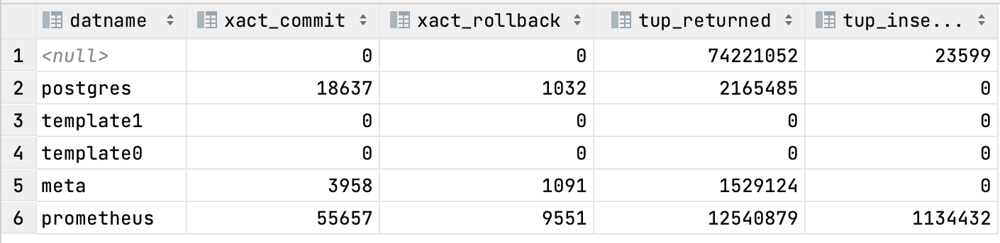 datname xact_commit xact_rollback tup_returned tup_inse...
1 <null> 0 0 74221052 23599
2 postgres 18637 1032 2165485 0
3 template1 0 0 0 0
4 template0 0 0 0 0
5 meta 3958 1091 1529124 0
6 prometheus 55657 9551 12540879 1134432